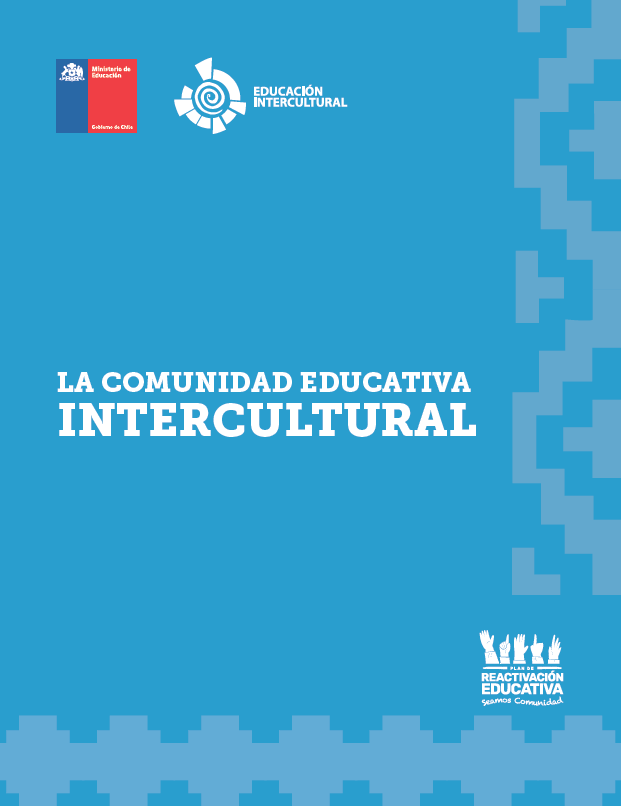 Ministerio de
Educación
Gobierno de Chile
EDUCACIÓN
INTERCULTURAL
LA COMUNIDAD EDUCATIVA
INTERCULTURAL
PLAN DE
REACTIVACIÓN
EDUCATIVA
Seamos Comunidad